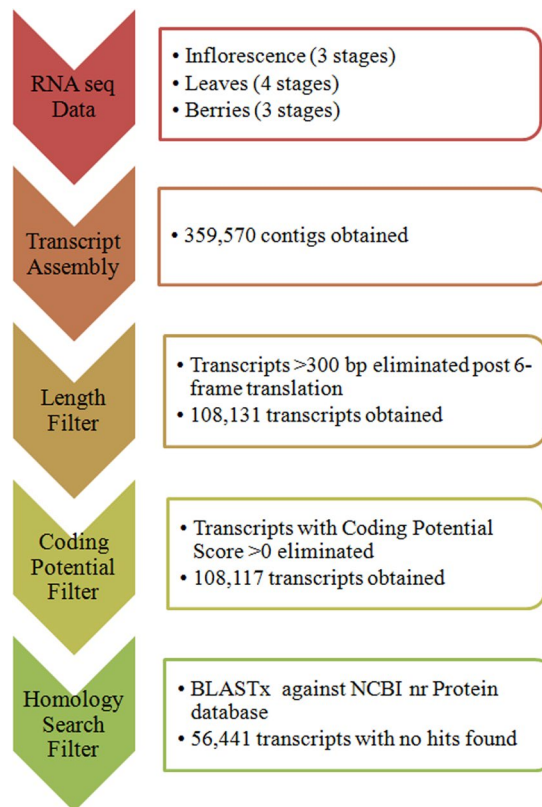 RNA seq
Data
• Inflorescence (3 stages)
• Leaves (4 stages)
• Berries (3 stages)
Transcript
Assembly
• 359,570 contigs obtained
Length
Filter
• Transcripts >300 bp eliminated post 6-
frame translation
• 108,131 transcripts obtained
Coding
Potential
Filter
• Transcripts with Coding Potential
Score >0 eliminated
• 108,117 transcripts obtained
Homology
Search
Filter
• BLASTx against NCBI nr Protein
database
• 56,441 transcripts with no hits found